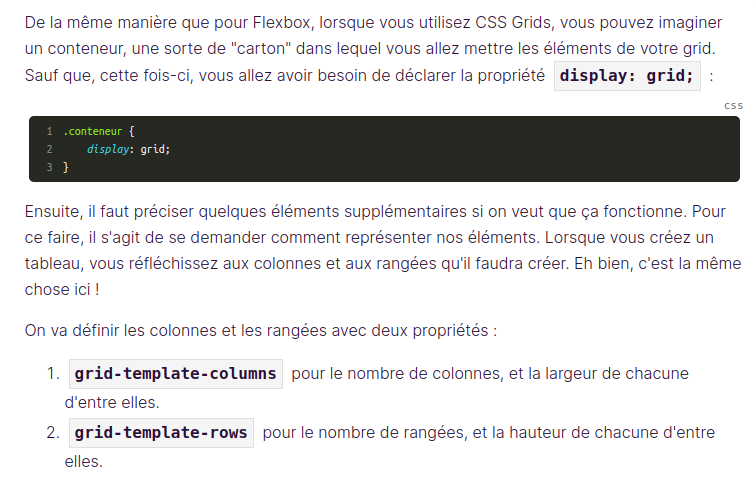 De la même manière que pour Flexbox, lorsque vous utilisez CSS Grids, vous pouvez imaginer
un conteneur, une sorte de "carton" dans lequel vous allez mettre les éléments de votre grid.
Sauf que, cette fois-ci, vous allez avoir besoin de déclarer la propriété display: grid; :
css
1 .conteneur {
2     display: grid;
3 }
Ensuite, il faut préciser quelques éléments supplémentaires si on veut que ça fonctionne. Pour
ce faire, il s'agit de se demander comment représenter nos éléments. Lorsque vous créez un
tableau, vous réfléchissez aux colonnes et aux rangées qu'il faudra créer. Eh bien, c'est la même
chose ici !
On va définir les colonnes et les rangées avec deux propriétés :
1. grid-template-columns pour le nombre de colonnes, et la largeur de chacune
d'entre elles.
2. grid-template-rows pour le nombre de rangées, et la hauteur de chacune d'entre
elles.